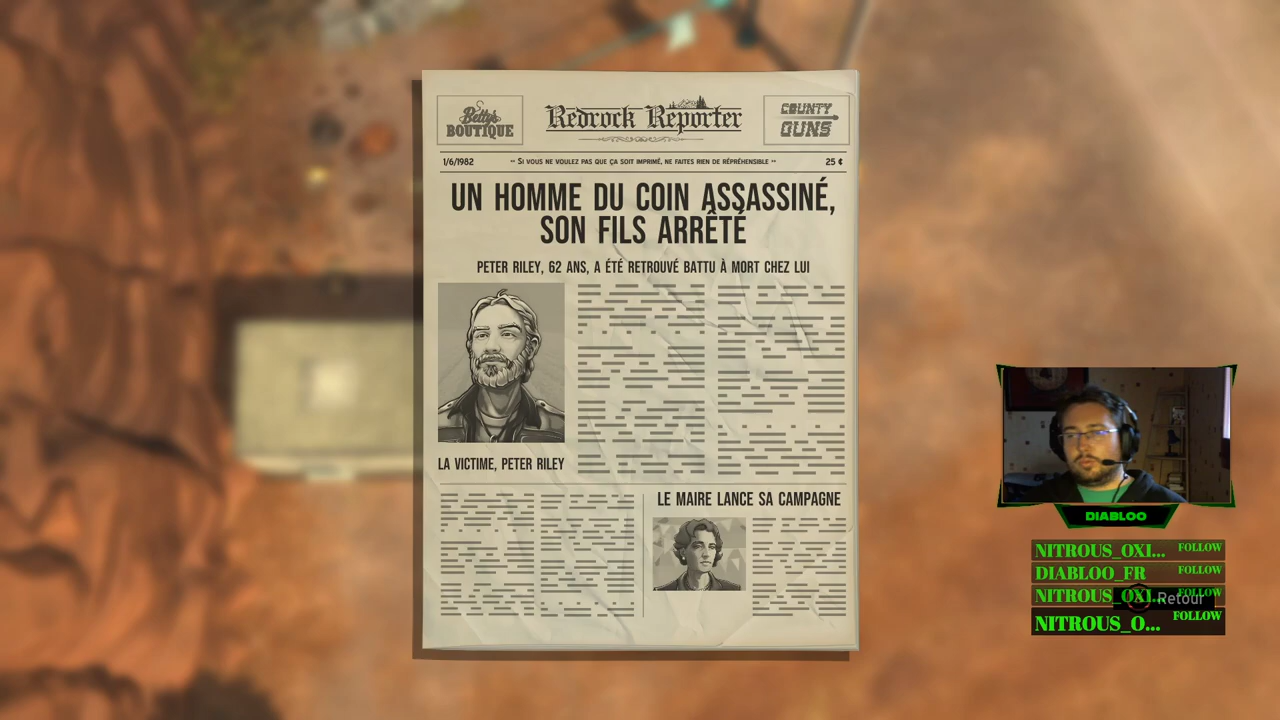 Betty's
BOUTIQUE
Redrock Reporter
COUNTY
GUNS
1/6/1982
-- SI VOUS NE VOULEZ PAS QUE ÇA SOIT IMPRIMÉ, NE FAITES RIEN DE RÉPRÉHENSIBLE --
25 ¢
UN HOMME DU COIN ASSASSINÉ,
SON FILS ARRÊTÉ
PETER RILEY, 62 ANS, A ÉTÉ RETROUVÉ BATTU À MORT CHEZ LUI
LA VICTIME, PETER RILEY
LE MAIRE LANCE SA CAMPAGNE
DIABLOO
NITROUS_OXI... FOLLOW
DIABLOO_FR FOLLOW
NITROUS_OXI... FOLLOW
Retour
NITROUS_O... FOLLOW